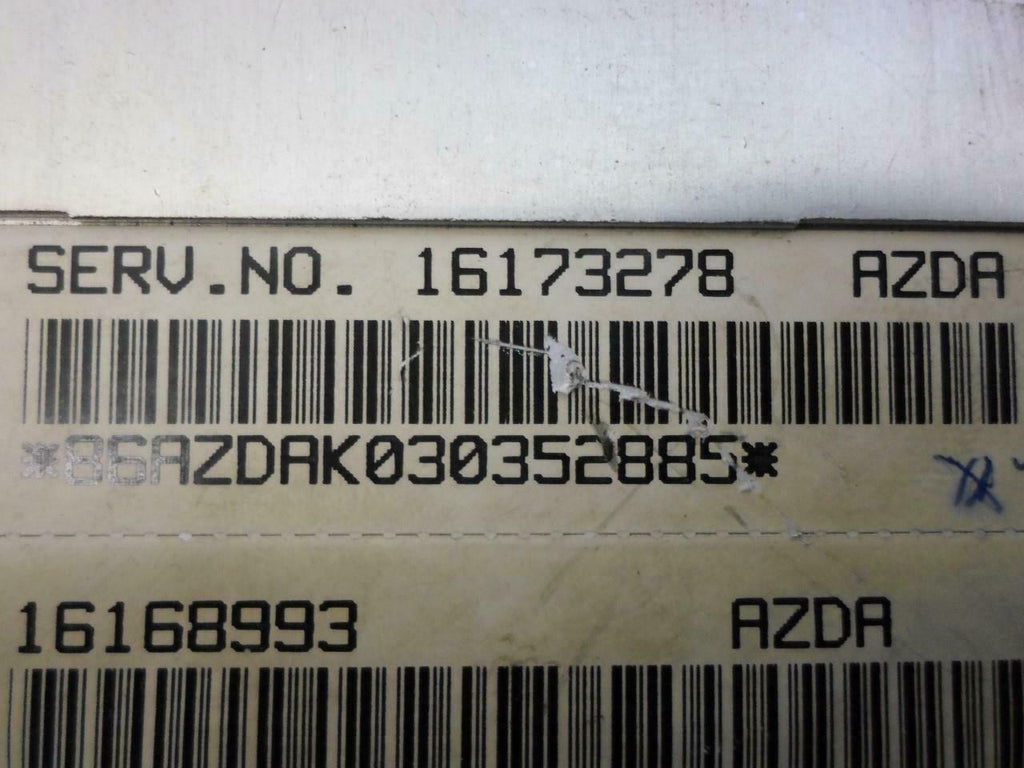 SERV.NO. 16173278 AZDA
*86AZDAK030352885*
16168993 AZDA